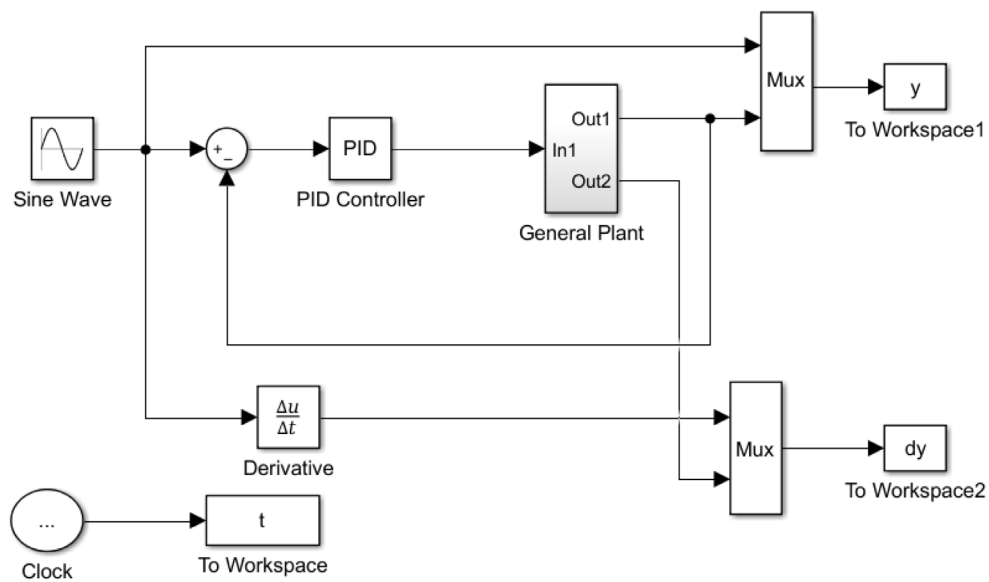 Mux
y
To Workspace1
Sine Wave
+
−
PID
PID Controller
Out1
In1
Out2
General Plant
Δu
Δt
Derivative
Mux
dy
To Workspace2
...
Clock
t
To Workspace